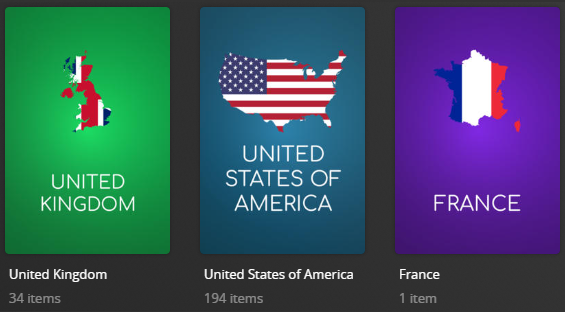 UNITED
KINGDOM
UNITED
STATES OF
AMERICA
FRANCE
United Kingdom
34 items
United States of America
194 items
France
1 item